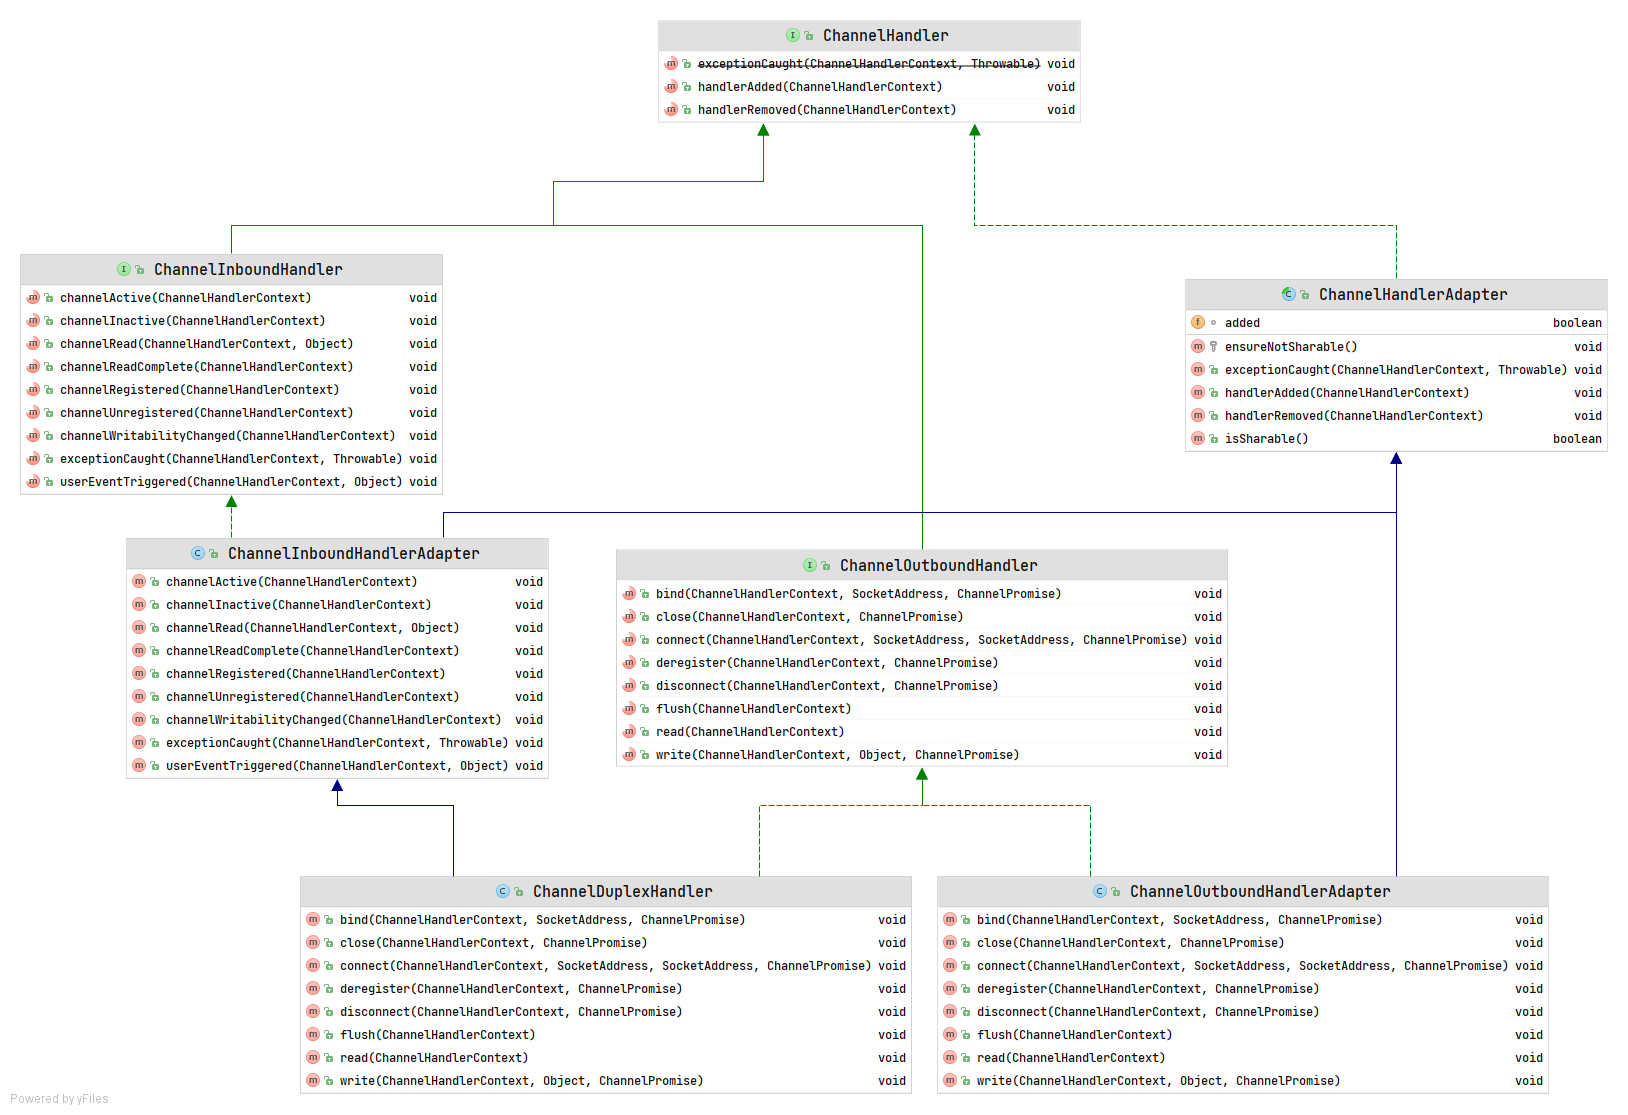 ChannelHandler
exceptionCaught(ChannelHandlerContext, Throwable) void
handlerAdded(ChannelHandlerContext) void
handlerRemoved(ChannelHandlerContext) void
ChannelInboundHandler
channelActive(ChannelHandlerContext) void
channelInactive(ChannelHandlerContext) void
channelRead(ChannelHandlerContext, Object) void
channelReadComplete(ChannelHandlerContext) void
channelRegistered(ChannelHandlerContext) void
channelUnregistered(ChannelHandlerContext) void
channelWritabilityChanged(ChannelHandlerContext) void
exceptionCaught(ChannelHandlerContext, Throwable) void
userEventTriggered(ChannelHandlerContext, Object) void
ChannelHandlerAdapter
added boolean
ensureNotSharable() void
exceptionCaught(ChannelHandlerContext, Throwable) void
handlerAdded(ChannelHandlerContext) void
handlerRemoved(ChannelHandlerContext) void
isSharable() boolean
ChannelInboundHandlerAdapter
channelActive(ChannelHandlerContext) void
channelInactive(ChannelHandlerContext) void
channelRead(ChannelHandlerContext, Object) void
channelReadComplete(ChannelHandlerContext) void
channelRegistered(ChannelHandlerContext) void
channelUnregistered(ChannelHandlerContext) void
channelWritabilityChanged(ChannelHandlerContext) void
exceptionCaught(ChannelHandlerContext, Throwable) void
userEventTriggered(ChannelHandlerContext, Object) void
ChannelOutboundHandler
bind(ChannelHandlerContext, SocketAddress, ChannelPromise) void
close(ChannelHandlerContext, ChannelPromise) void
connect(ChannelHandlerContext, SocketAddress, SocketAddress, ChannelPromise) void
deregister(ChannelHandlerContext, ChannelPromise) void
disconnect(ChannelHandlerContext, ChannelPromise) void
flush(ChannelHandlerContext) void
read(ChannelHandlerContext) void
write(ChannelHandlerContext, Object, ChannelPromise) void
ChannelDuplexHandler
bind(ChannelHandlerContext, SocketAddress, ChannelPromise) void
close(ChannelHandlerContext, ChannelPromise) void
connect(ChannelHandlerContext, SocketAddress, SocketAddress, ChannelPromise) void
deregister(ChannelHandlerContext, ChannelPromise) void
disconnect(ChannelHandlerContext, ChannelPromise) void
flush(ChannelHandlerContext) void
read(ChannelHandlerContext) void
write(ChannelHandlerContext, Object, ChannelPromise) void
ChannelOutboundHandlerAdapter
bind(ChannelHandlerContext, SocketAddress, ChannelPromise) void
close(ChannelHandlerContext, ChannelPromise) void
connect(ChannelHandlerContext, SocketAddress, SocketAddress, ChannelPromise) void
deregister(ChannelHandlerContext, ChannelPromise) void
disconnect(ChannelHandlerContext, ChannelPromise) void
flush(ChannelHandlerContext) void
read(ChannelHandlerContext) void
write(ChannelHandlerContext, Object, ChannelPromise) void
Powered by yFiles